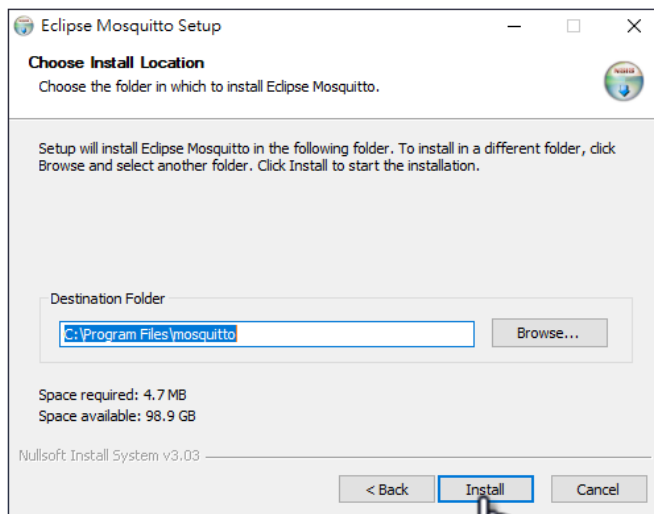 Eclipse Mosquitto Setup
Choose Install Location
Choose the folder in which to install Eclipse Mosquitto.
NSIS
Setup will install Eclipse Mosquitto in the following folder. To install in a different folder, click
Browse and select another folder. Click Install to start the installation.
Destination Folder
C:\Program Files\mosquitto
Browse...
Space required: 4.7 MB
Space available: 98.9 GB
Nullsoft Install System v3.03
< Back Install Cancel